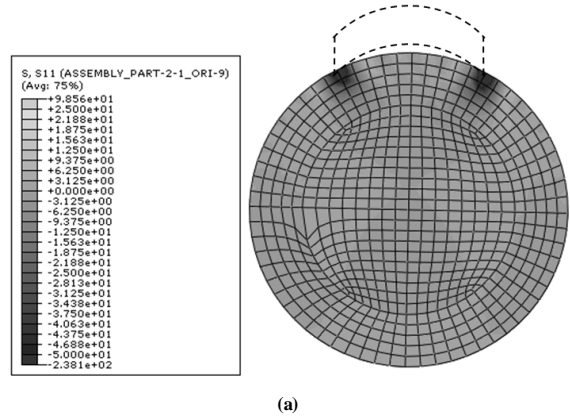 S, S11 (ASSEMBLY_PART-2-1_ORI-9)
(Avg: 75%)
+9.856e+01
+2.500e+01
+2.188e+01
+1.875e+01
+1.563e+01
+1.250e+01
+9.375e+00
+6.250e+00
+3.125e+00
+0.000e+00
-3.125e+00
-6.250e+00
-9.375e+00
-1.250e+01
-1.563e+01
-1.875e+01
-2.188e+01
-2.500e+01
-2.813e+01
-3.125e+01
-3.438e+01
-3.750e+01
-4.063e+01
-4.375e+01
-4.688e+01
-5.000e+01
-2.381e+02
(a)